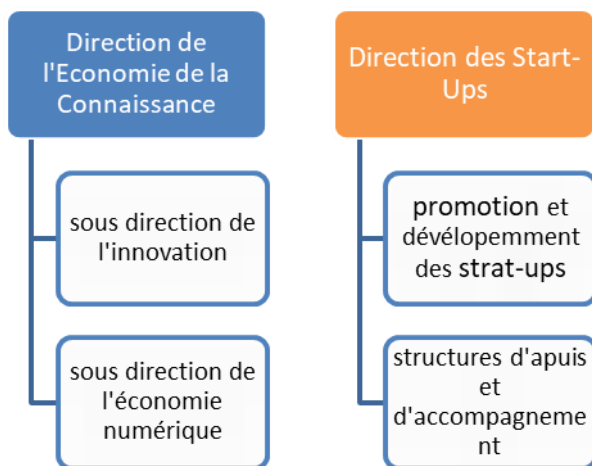 Direction de
l'Economie de la
Connaissance
sous direction de
l'innovation
sous direction de
l'économie
numérique
Direction des Start-
Ups
promotion et
dévélopemment
des strat-ups
structures d'apuis
et
d'accompagneme
nt